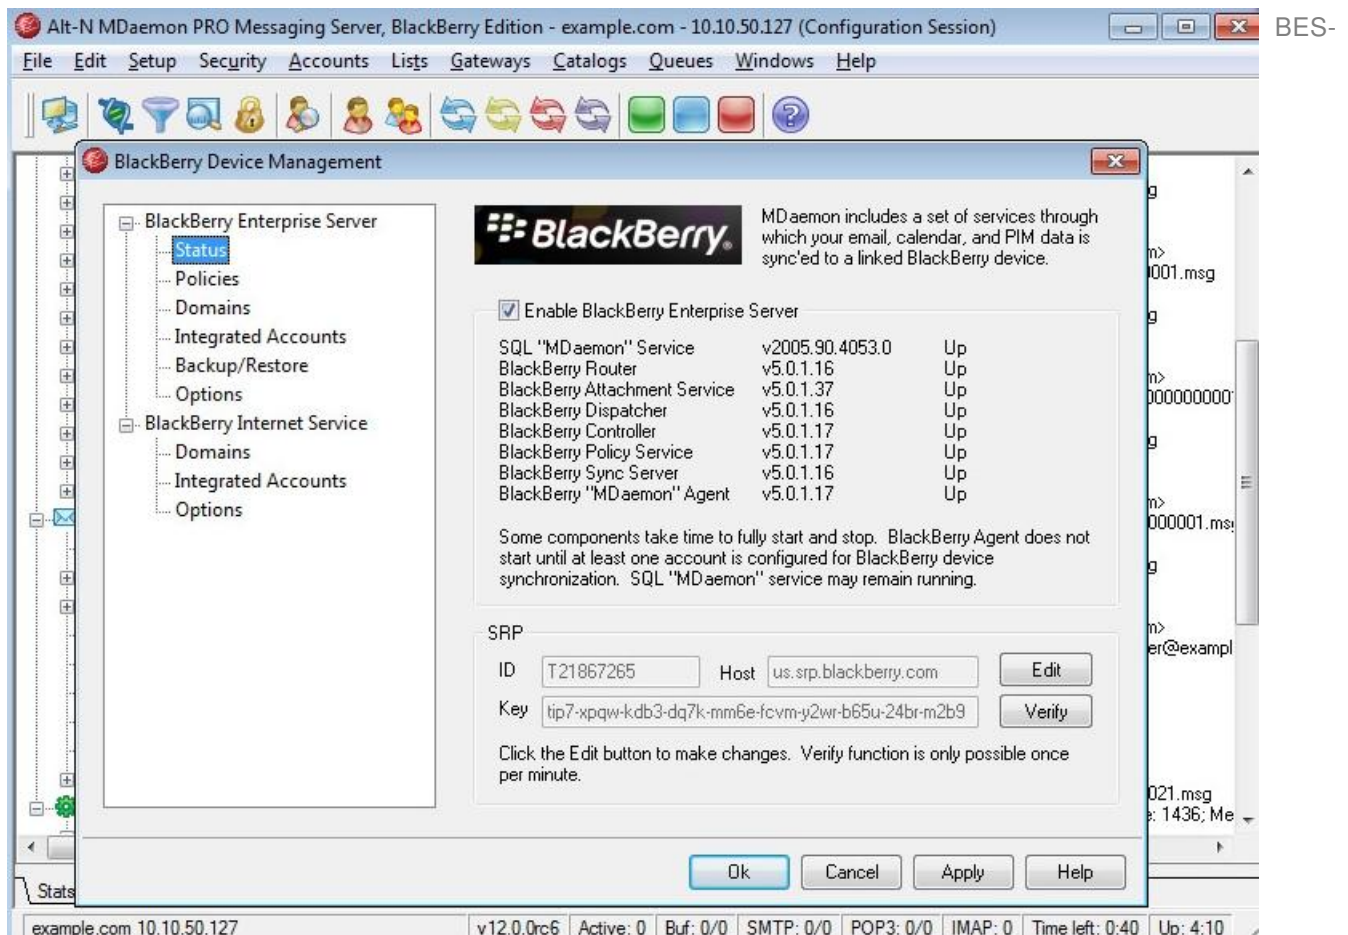 Alt-N MDaemon PRO Messaging Server, BlackBerry Edition - example.com - 10.10.50.127 (Configuration Session)
BES-
File Edit Setup Security Accounts Lists Gateways Catalogs Queues Windows Help
BlackBerry Device Management
BlackBerry Enterprise Server
Status
Policies
Domains
Integrated Accounts
Backup/Restore
Options
BlackBerry Internet Service
Domains
Integrated Accounts
Options
BlackBerry®
MDaemon includes a set of services through
which your email, calendar, and PIM data is
sync'ed to a linked BlackBerry device.
Enable BlackBerry Enterprise Server
SQL "MDaemon" Service v2005.90.4053.0 Up
BlackBerry Router v5.0.1.16 Up
BlackBerry Attachment Service v5.0.1.37 Up
BlackBerry Dispatcher v5.0.1.16 Up
BlackBerry Controller v5.0.1.17 Up
BlackBerry Policy Service v5.0.1.17 Up
BlackBerry Sync Server v5.0.1.16 Up
BlackBerry "MDaemon" Agent v5.0.1.17 Up
Some components take time to fully start and stop. BlackBerry Agent does not
start until at least one account is configured for BlackBerry device
synchronization. SQL "MDaemon" service may remain running.
SRP
ID T21867265 Host us.srp.blackberry.com Edit
Key tip7-xpqw-kdb3-dq7k-mm6e-fcvm-y2wr-b65u-24br-m2b9 Verify
Click the Edit button to make changes. Verify function is only possible once
per minute.
Ok Cancel Apply Help
g
m>
0001.msg
g
m>
000000000
g
m>
000001.ms
g
m>
er@exampl
021.msg
e: 1436; Me
Stats
example.com 10.10.50.127 v12.0.0rc6 Active: 0 Buf: 0/0 SMTP: 0/0 POP3: 0/0 IMAP: 0 Time left: 0:40 Up: 4:10